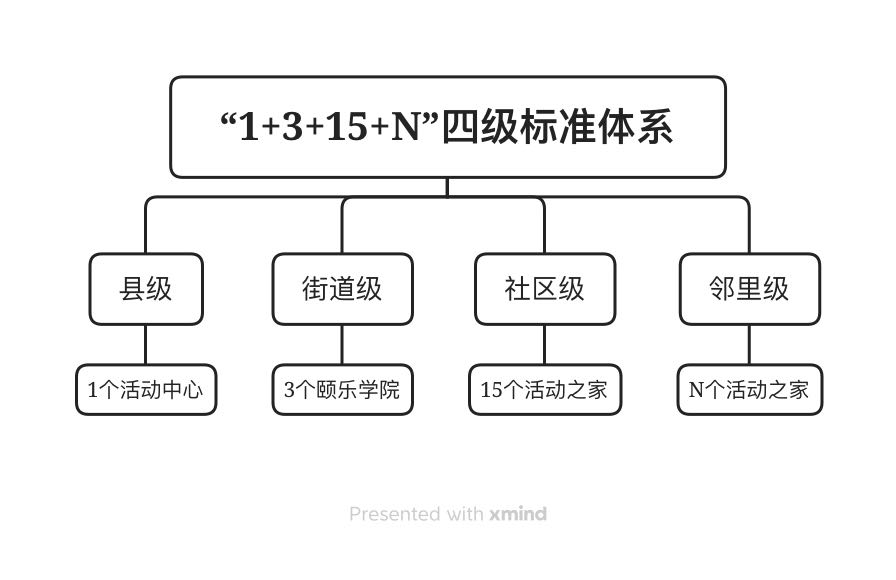 “1+3+15+N”四级标准体系
县级
街道级
社区级
邻里级
1个活动中心
3个颐乐学院
15个活动之家
N个活动之家
Presented with xmind